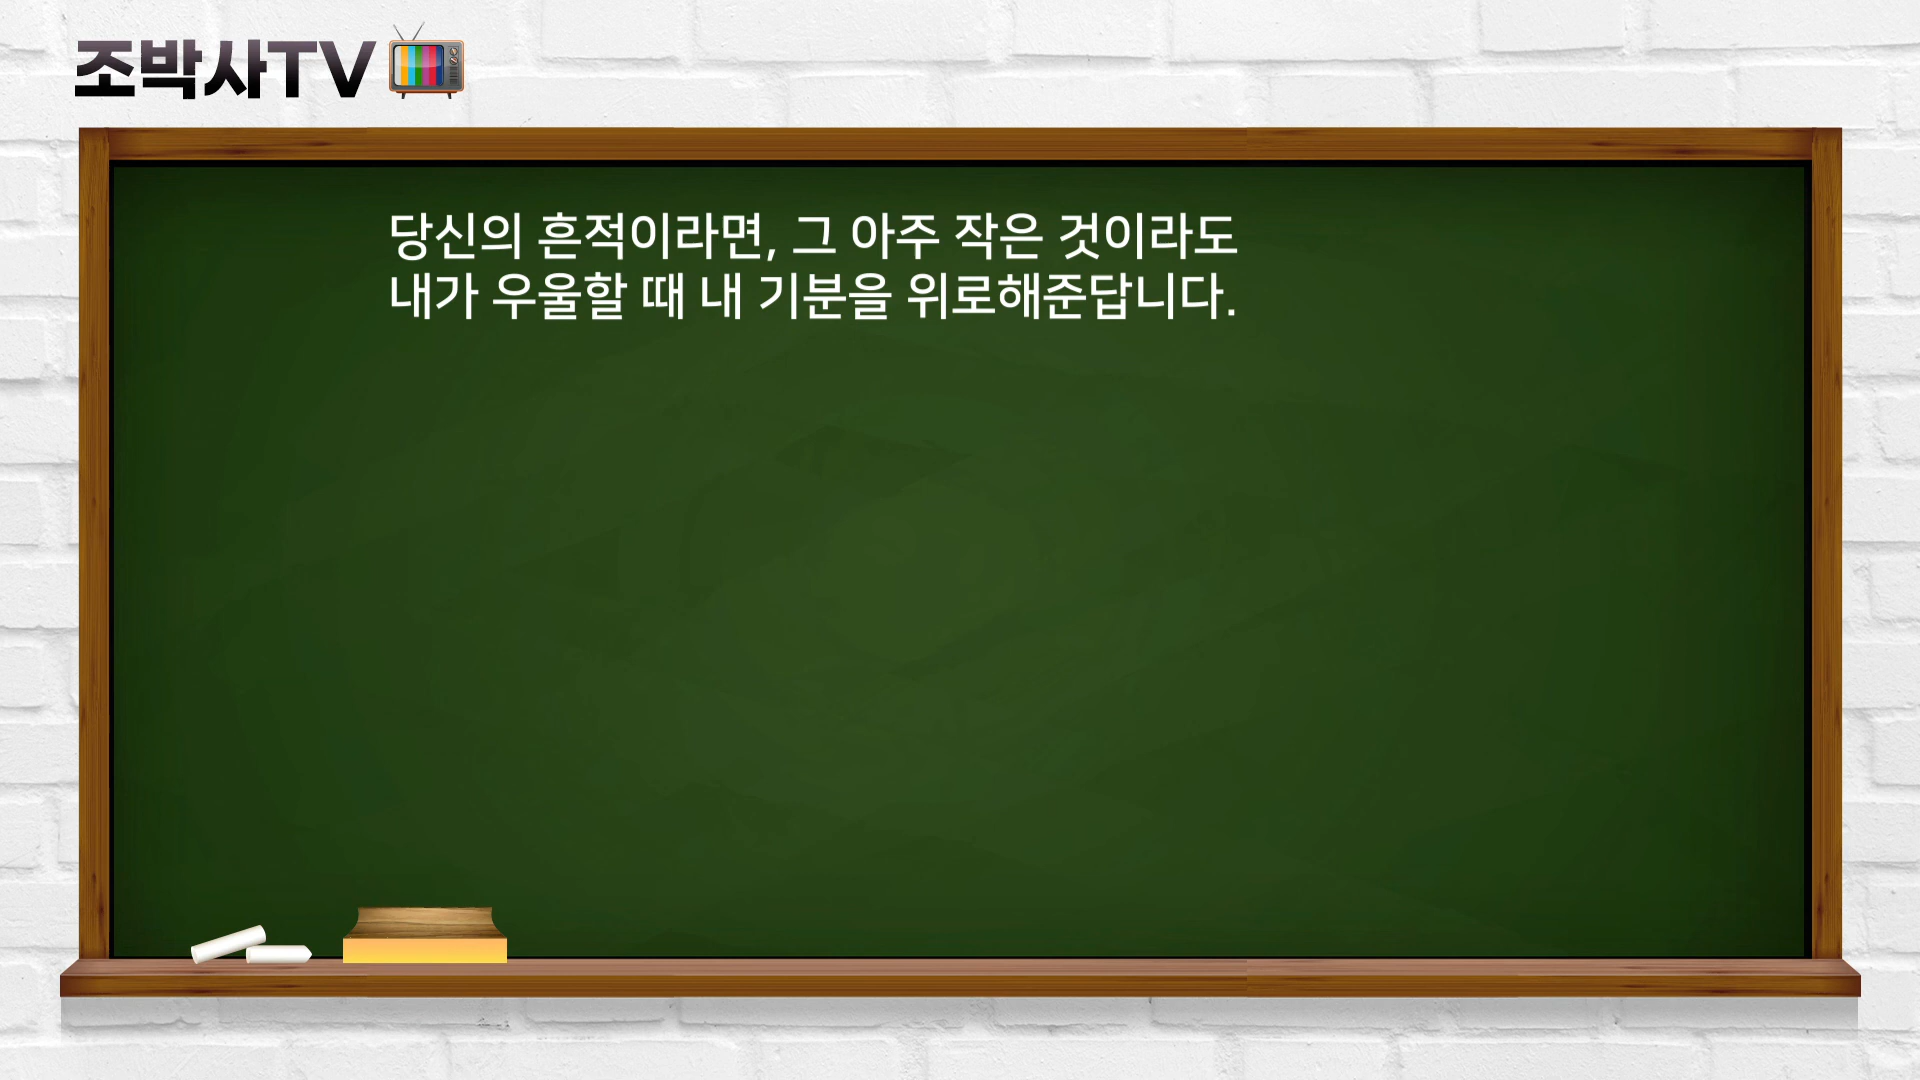 조박사TV
당신의 흔적이라면, 그 아주 작은 것이라도
내가 우울할 때 내 기분을 위로해준답니다.